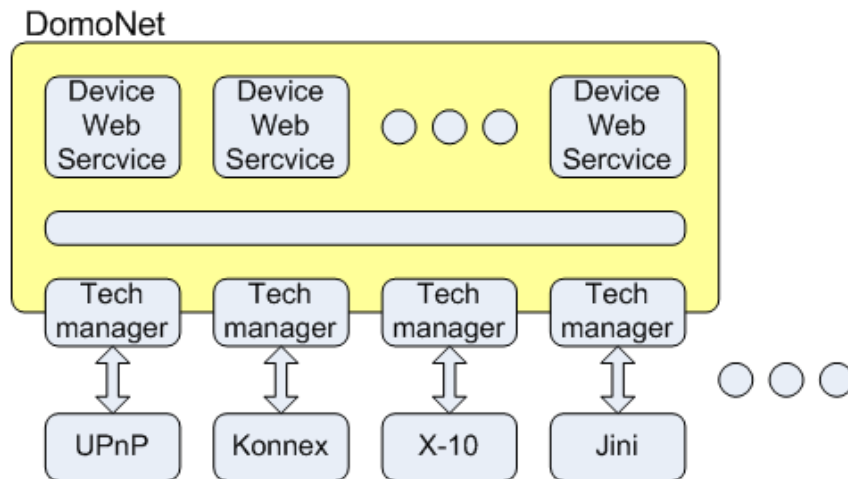 DomoNet
Device
Web
Sercvice
Device
Web
Sercvice
Device
Web
Sercvice
Tech
manager
Tech
manager
Tech
manager
Tech
manager
UPnP
Konnex
X-10
Jini